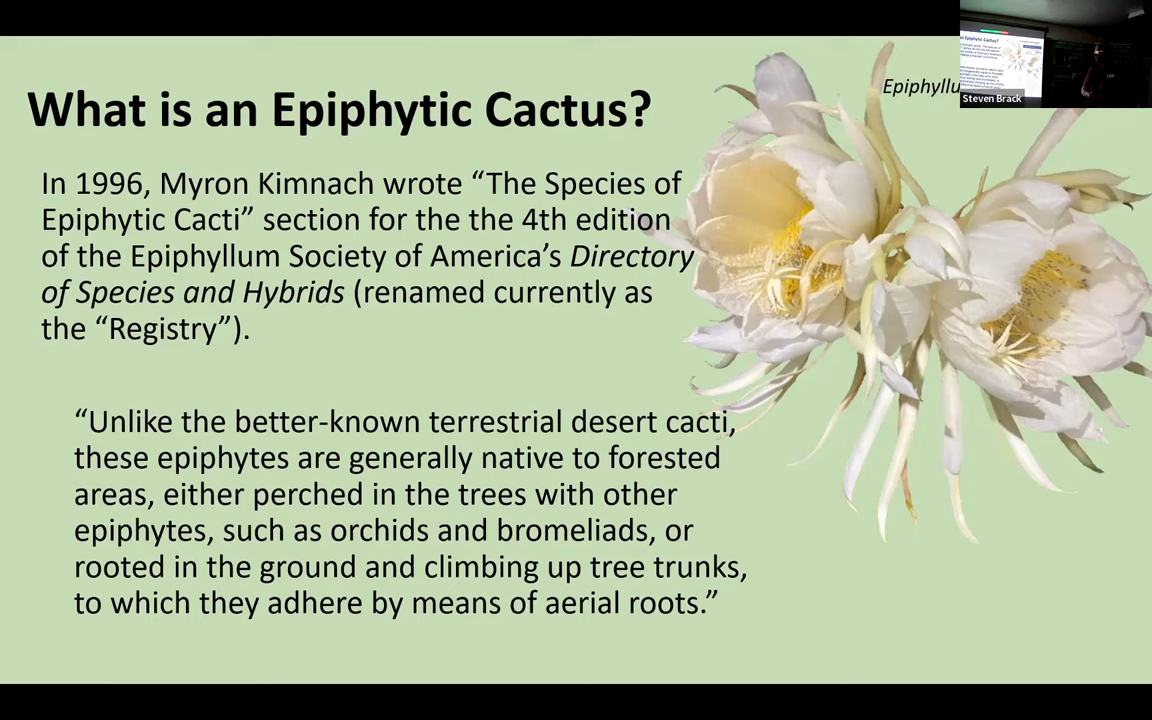 What is an Epiphytic Cactus?
Epiphyllu
Steven Brack
In 1996, Myron Kimnach wrote “The Species of
Epiphytic Cacti” section for the the 4th edition
of the Epiphyllum Society of America’s Directory
of Species and Hybrids (renamed currently as
the “Registry”).
“Unlike the better-known terrestrial desert cacti,
these epiphytes are generally native to forested
areas, either perched in the trees with other
epiphytes, such as orchids and bromeliads, or
rooted in the ground and climbing up tree trunks,
to which they adhere by means of aerial roots.”